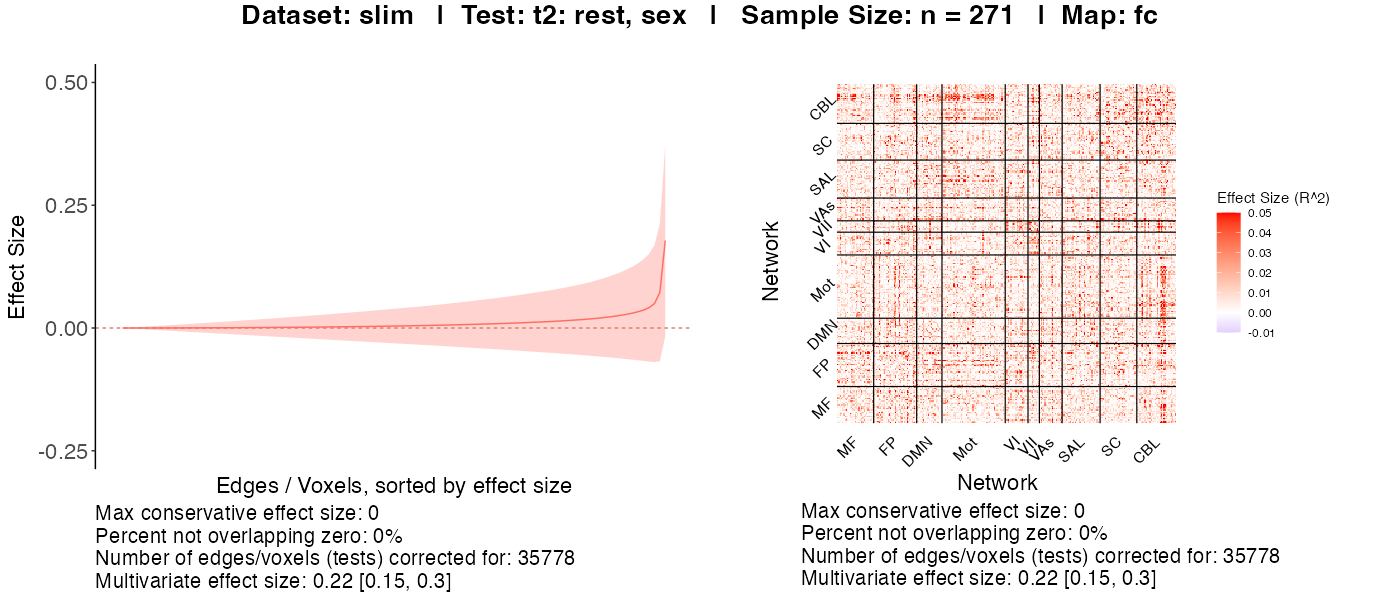 Dataset: slim | Test: t2: rest, sex | Sample Size: n = 271 | Map: fc
Effect Size
0.50
0.25
0.00
-0.25
Edges / Voxels, sorted by effect size
Max conservative effect size: 0
Percent not overlapping zero: 0%
Number of edges/voxels (tests) corrected for: 35778
Multivariate effect size: 0.22 [0.15, 0.3]
Network
CBL
SC
SAL
VAs
VII
VI
Mot
DMN
FP
MF
MF FP DMN Mot VI VII VAs SAL SC CBL
Network
Effect Size (R^2)
0.05
0.04
0.03
0.02
0.01
0.00
-0.01
Max conservative effect size: 0
Percent not overlapping zero: 0%
Number of edges/voxels (tests) corrected for: 35778
Multivariate effect size: 0.22 [0.15, 0.3]